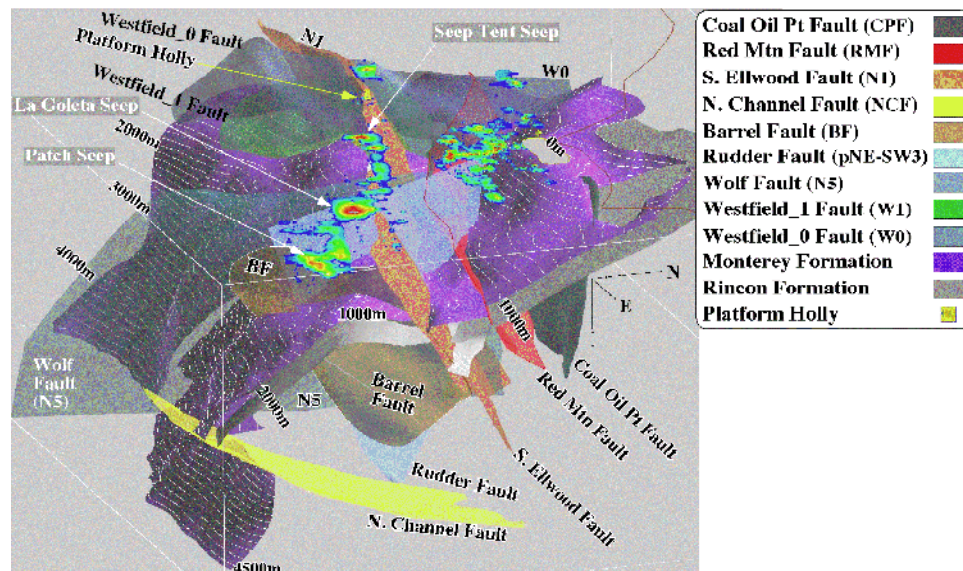 Westfield_0 Fault
N1
Platform Holly
Seep Tent Seep
Westfield_1 Fault
W0
La Goleta Seep
2000m
0m
Patch Seep
3000m
4000m
BF
N
E
1000m
1000m
Wolf
Fault
(N5)
2000m
N5
Barrel
Fault
Red Mtn Fault
Coal Oil Pt Fault
Rudder Fault
S. Ellwood Fault
N. Channel Fault
4500m
Coal Oil Pt Fault (CPF)
Red Mtn Fault (RMF)
S. Ellwood Fault (N1)
N. Channel Fault (NCF)
Barrel Fault (BF)
Rudder Fault (pNE-SW3)
Wolf Fault (N5)
Westfield_1 Fault (W1)
Westfield_0 Fault (W0)
Monterey Formation
Rincon Formation
Platform Holly